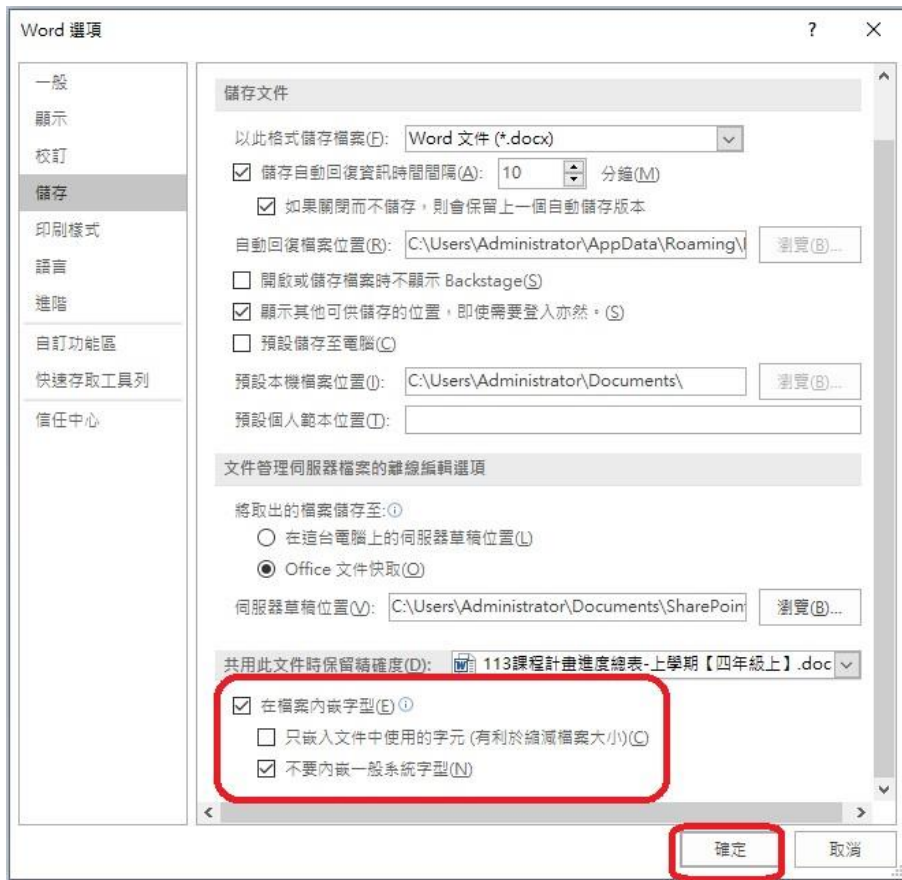 Word 選項
?
一般
顯示
校訂
儲存
印刷樣式
語言
進階
自訂功能區
快速存取工具列
信任中心
儲存文件
以此格式儲存檔案(F): Word 文件 (*.docx)
儲存自動回復資訊時間間隔(A): 10 分鐘(M)
如果關閉而不儲存，則會保留上一個自動儲存版本
自動回復檔案位置(R): C:\Users\Administrator\AppData\Roaming\ 瀏覽(B)...
開啟或儲存檔案時不顯示 Backstage(S)
顯示其他可供儲存的位置，即使需要登入亦然。(S)
預設儲存至電腦(C)
預設本機檔案位置(I): C:\Users\Administrator\Documents\ 瀏覽(B)...
預設個人範本位置(T):
文件管理伺服器檔案的離線編輯選項
將取出的檔案儲存至:
在這台電腦上的伺服器草稿位置(L)
Office 文件快取(O)
伺服器草稿位置(V): C:\Users\Administrator\Documents\SharePoin 瀏覽(B)...
共用此文件時保留精確度(D): 113課程計畫進度總表-上學期【四年級上】.doc
在檔案內嵌字型(E)
只嵌入文件中使用的字元 (有利於縮減檔案大小)(C)
不要內嵌一般系統字型(N)
確定 取消